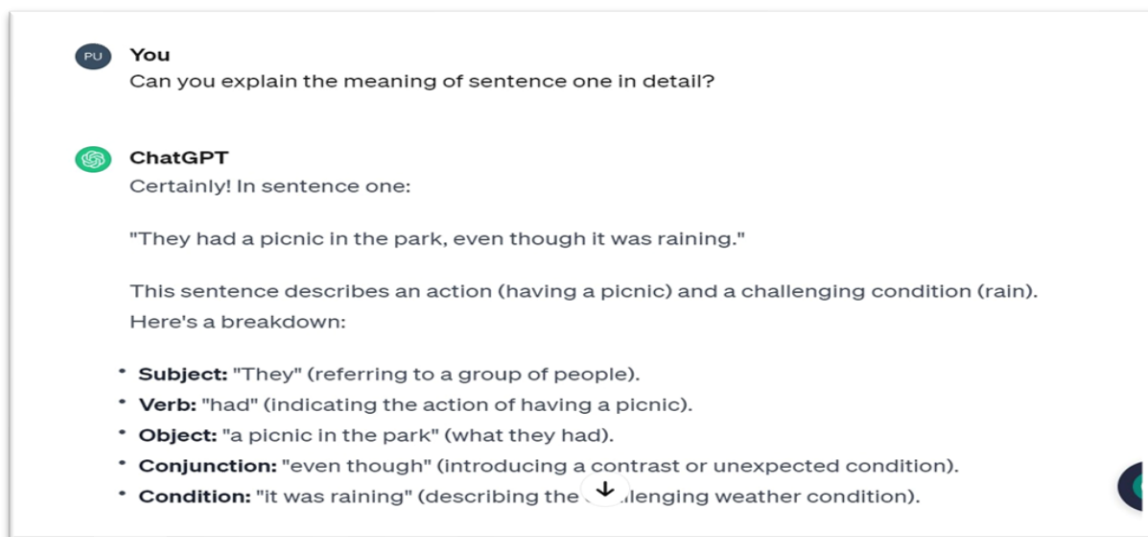 PU You
Can you explain the meaning of sentence one in detail?
ChatGPT
Certainly! In sentence one:
"They had a picnic in the park, even though it was raining."
This sentence describes an action (having a picnic) and a challenging condition (rain).
Here's a breakdown:
• Subject: "They" (referring to a group of people).
• Verb: "had" (indicating the action of having a picnic).
• Object: "a picnic in the park" (what they had).
• Conjunction: "even though" (introducing a contrast or unexpected condition).
• Condition: "it was raining" (describing the weather condition).